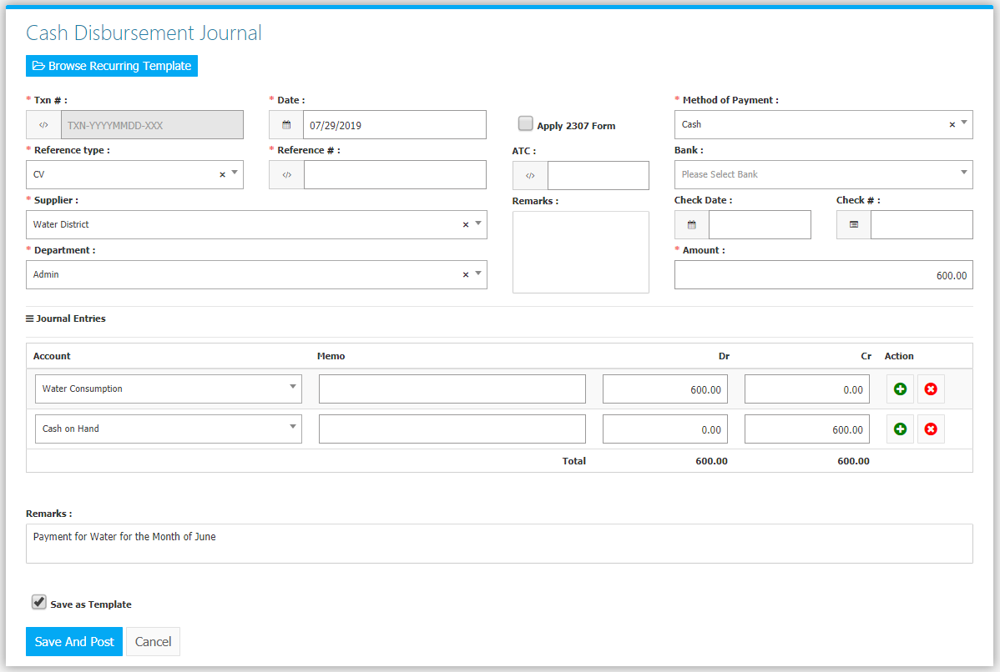 Cash Disbursement Journal
Browse Recurring Template
* Txn # : * Date : * Method of Payment :
</> TXN-YYYYMMDD-XXX 07/29/2019 Apply 2307 Form Cash × 
* Reference type : * Reference # : ATC : Bank :
CV × </> </> Please Select Bank
* Supplier : Remarks : Check Date : Check # :
Water District ×
* Department : * Amount :
Admin × 600.00
Journal Entries
Account Memo Dr Cr Action
Water Consumption 600.00 0.00
Cash on Hand 0.00 600.00
Total 600.00 600.00
Remarks :
Payment for Water for the Month of June
Save as Template
Save And Post Cancel